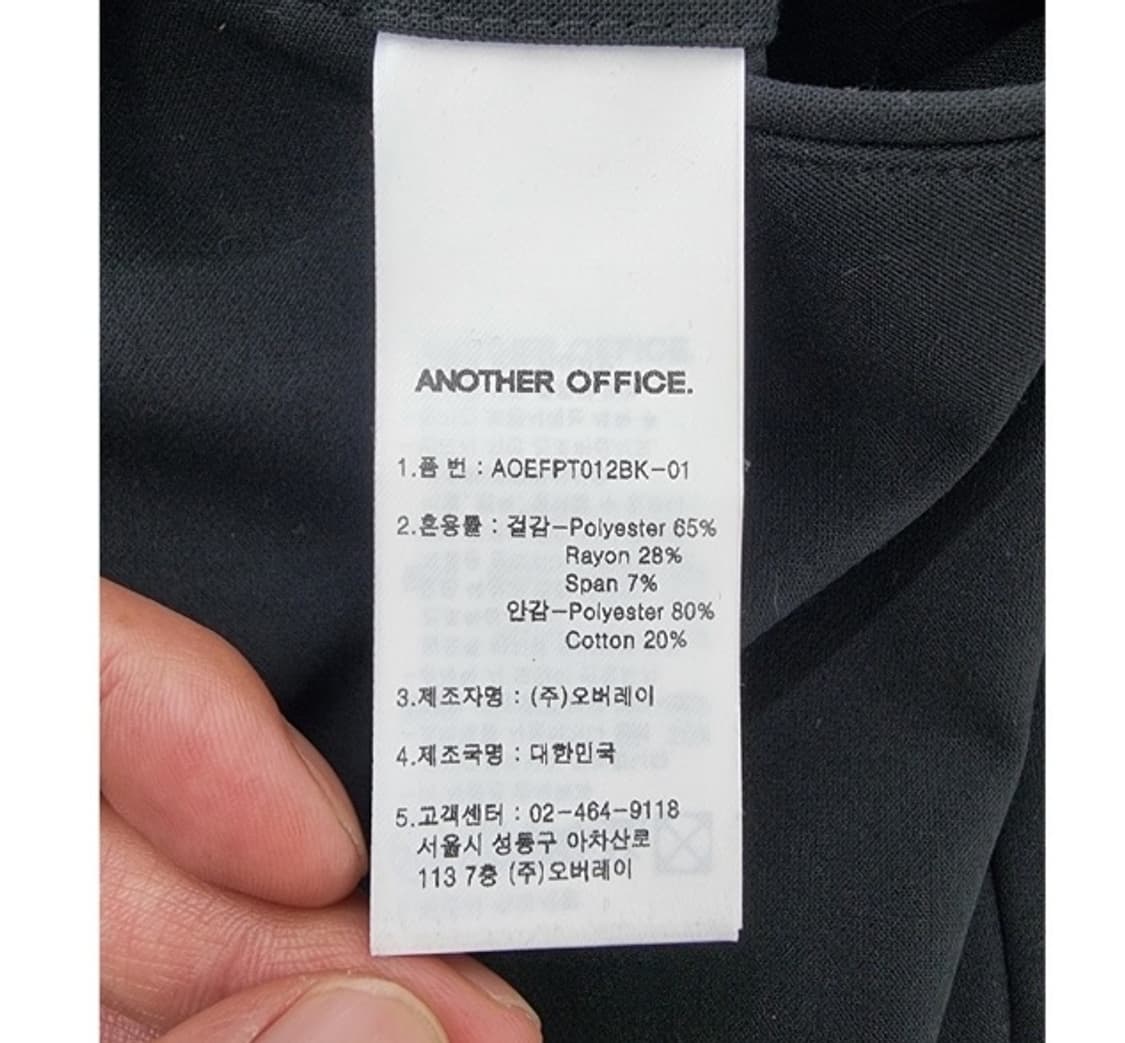 ANOTHER OFFICE.
1.품 번 : AOEFPT012BK-01
2.혼용률 : 겉감-Polyester 65%
Rayon 28%
Span 7%
안감-Polyester 80%
Cotton 20%
3.제조자명 : (주)오버레이
4.제조국명 : 대한민국
5.고객센터 : 02-464-9118
서울시 성동구 아차산로
113 7층 (주)오버레이